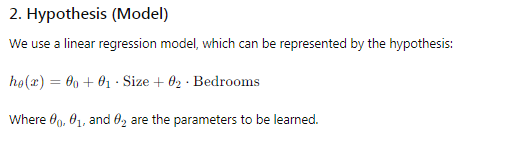 2. Hypothesis (Model)
We use a linear regression model, which can be represented by the hypothesis:
h_θ(x) = θ₀ + θ₁ · Size + θ₂ · Bedrooms
Where θ₀, θ₁, and θ₂ are the parameters to be learned.